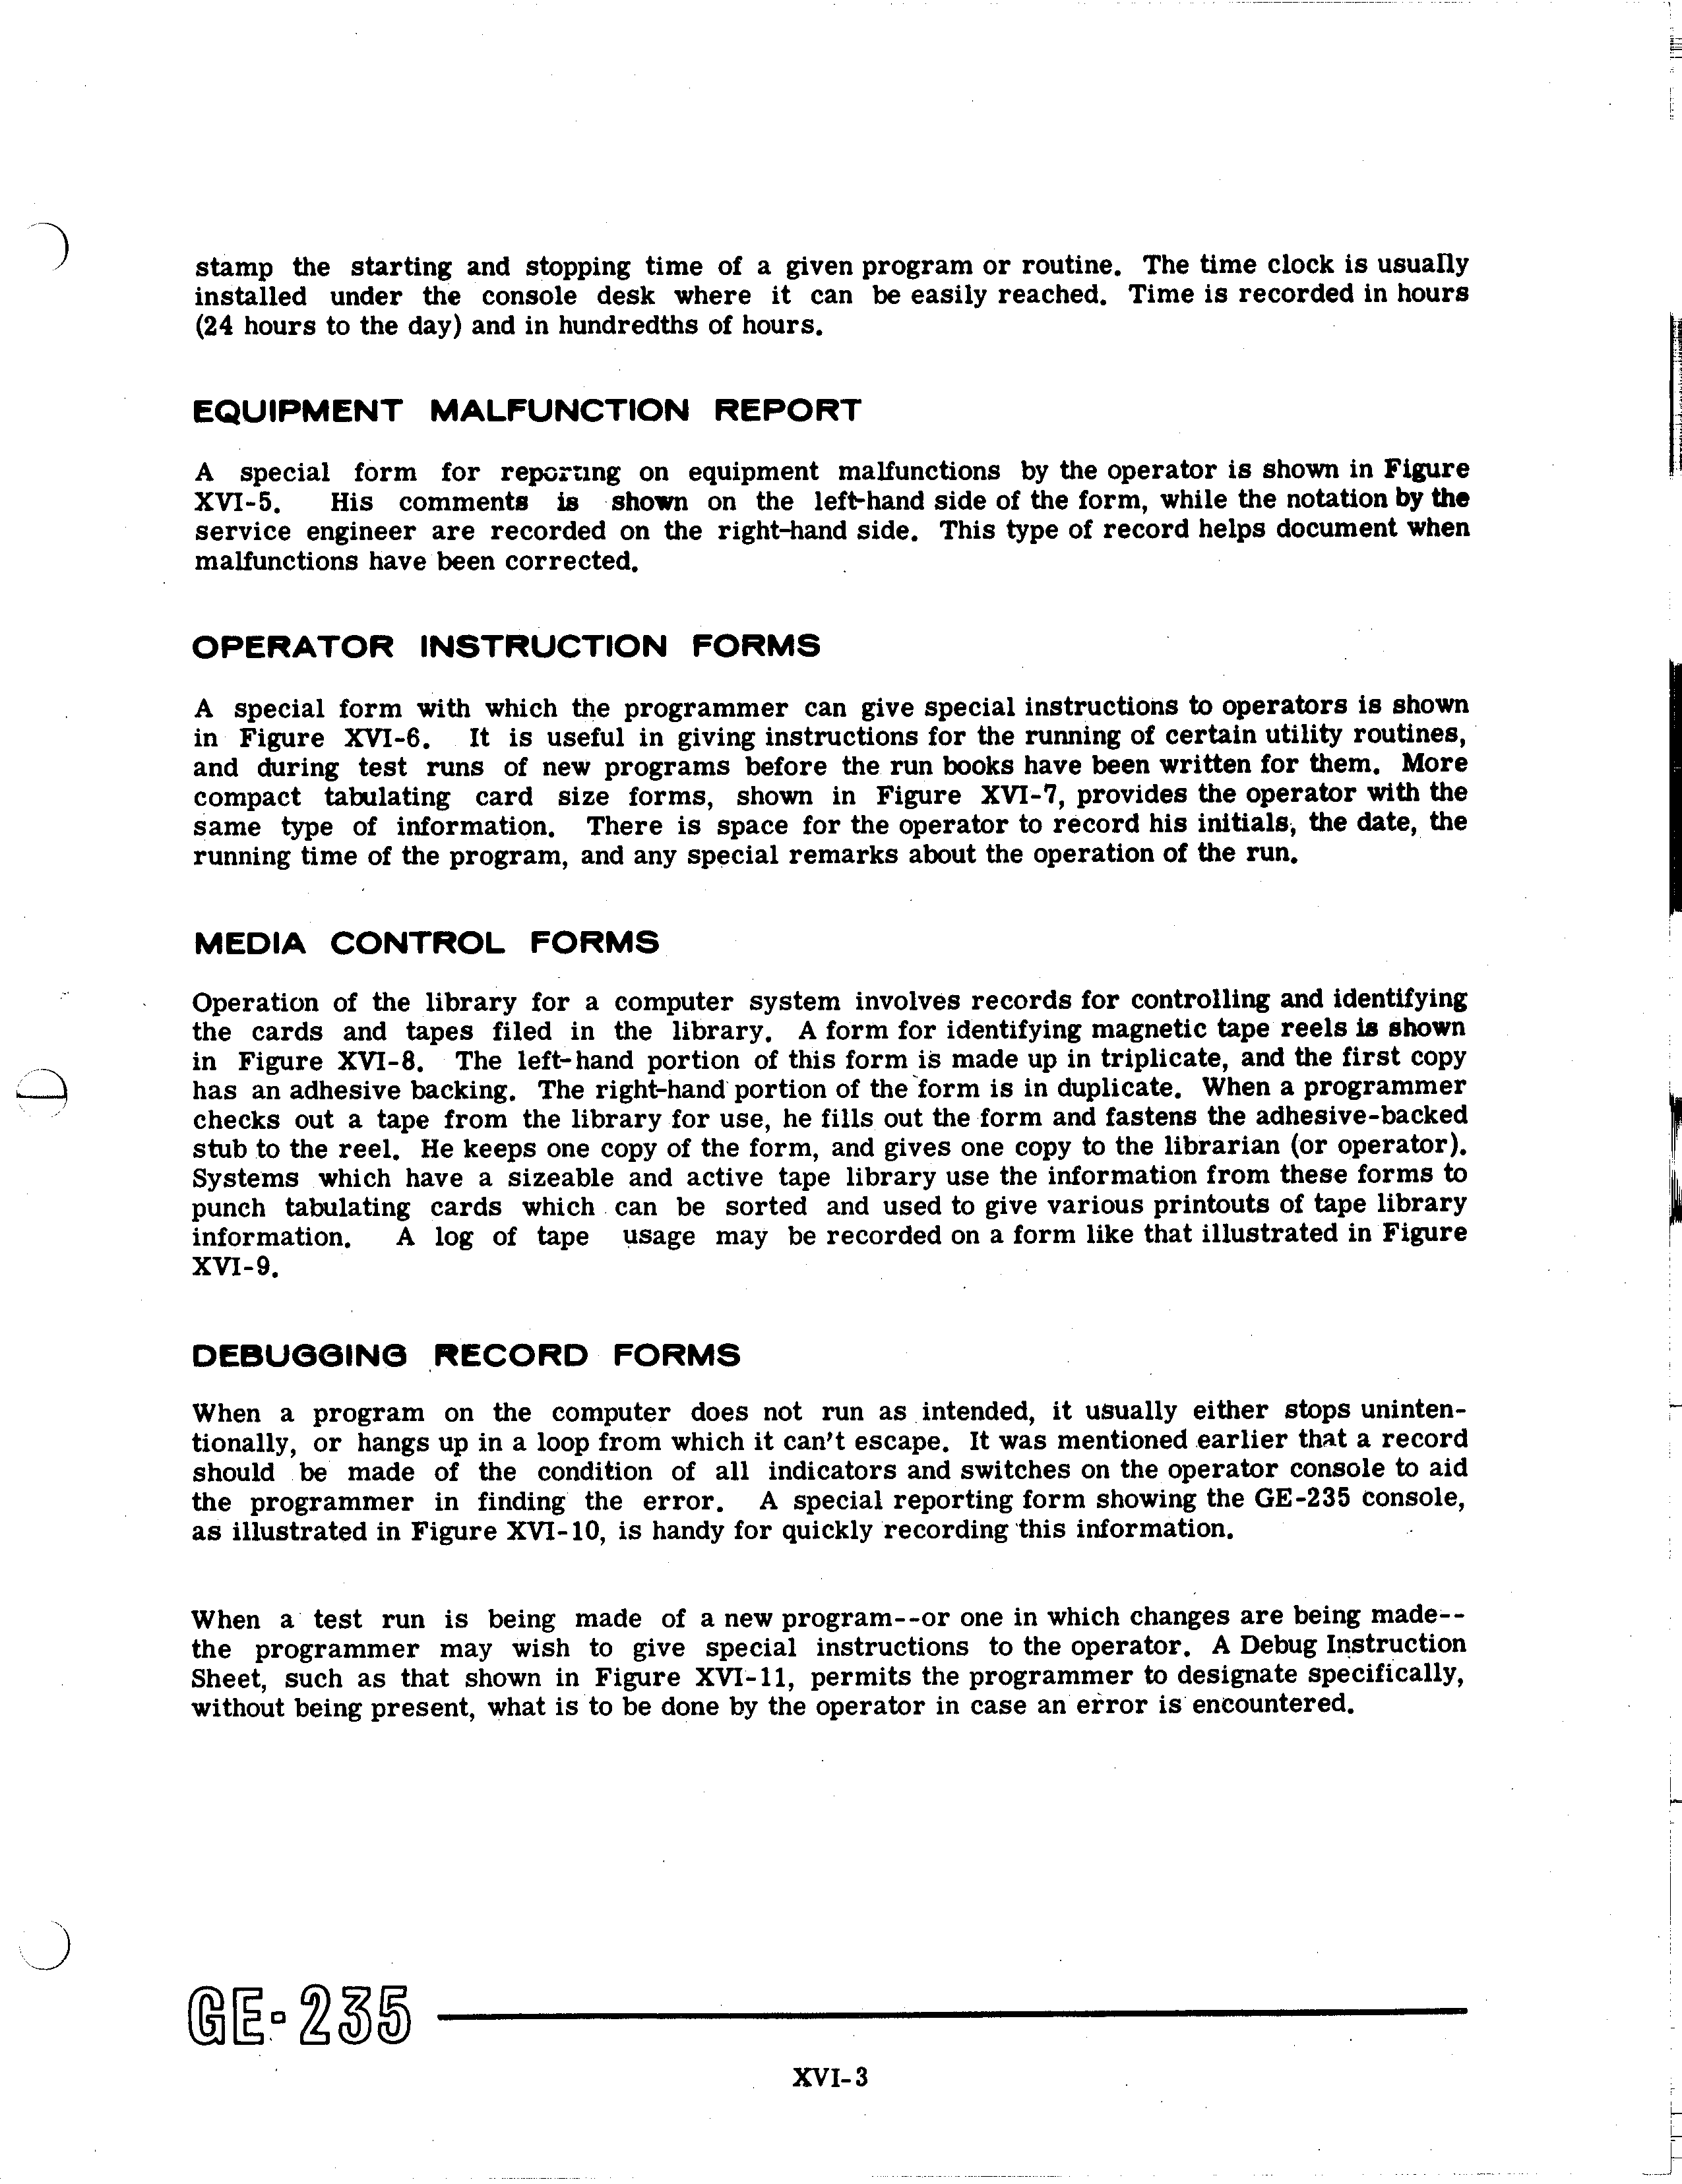 stamp the starting and stopping time of a given program or routine. The time clock is usually
installed under the console desk where it can be easily reached. Time is recorded in hours
(24 hours to the day) and in hundredths of hours.
EQUIPMENT MALFUNCTION REPORT
A special form for reporting on equipment malfunctions by the operator is shown in Figure
XVI-5. His comments is shown on the left-hand side of the form, while the notation by the
service engineer are recorded on the right-hand side. This type of record helps document when
malfunctions have been corrected.
OPERATOR INSTRUCTION FORMS
A special form with which the programmer can give special instructions to operators is shown
in Figure XVI-6. It is useful in giving instructions for the running of certain utility routines,
and during test runs of new programs before the run books have been written for them. More
compact tabulating card size forms, shown in Figure XVI-7, provides the operator with the
same type of information. There is space for the operator to record his initials, the date, the
running time of the program, and any special remarks about the operation of the run.
MEDIA CONTROL FORMS
Operation of the library for a computer system involves records for controlling and identifying
the cards and tapes filed in the library. A form for identifying magnetic tape reels is shown
in Figure XVI-8. The left-hand portion of this form is made up in triplicate, and the first copy
has an adhesive backing. The right-hand portion of the form is in duplicate. When a programmer
checks out a tape from the library for use, he fills out the form and fastens the adhesive-backed
stub to the reel. He keeps one copy of the form, and gives one copy to the librarian (or operator).
Systems which have a sizeable and active tape library use the information from these forms to
punch tabulating cards which can be sorted and used to give various printouts of tape library
information. A log of tape usage may be recorded on a form like that illustrated in Figure
XVI-9.
DEBUGGING RECORD FORMS
When a program on the computer does not run as intended, it usually either stops uninten-
tionally, or hangs up in a loop from which it can't escape. It was mentioned earlier that a record
should be made of the condition of all indicators and switches on the operator console to aid
the programmer in finding the error. A special reporting form showing the GE-235 console,
as illustrated in Figure XVI-10, is handy for quickly recording this information.
When a test run is being made of a new program--or one in which changes are being made--
the programmer may wish to give special instructions to the operator. A Debug Instruction
Sheet, such as that shown in Figure XVI-11, permits the programmer to designate specifically,
without being present, what is to be done by the operator in case an error is encountered.
GE-235
XVI-3